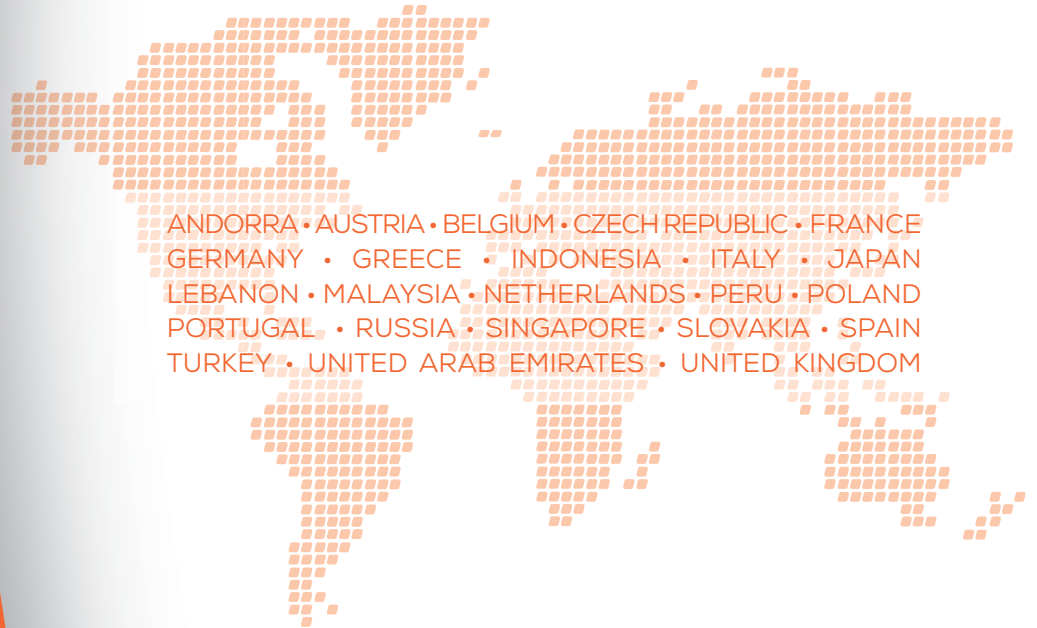 ANDORRA • AUSTRIA • BELGIUM • CZECH REPUBLIC • FRANCE
GERMANY • GREECE • INDONESIA • ITALY • JAPAN
LEBANON • MALAYSIA • NETHERLANDS • PERU • POLAND
PORTUGAL • RUSSIA • SINGAPORE • SLOVAKIA • SPAIN
TURKEY • UNITED ARAB EMIRATES • UNITED KINGDOM